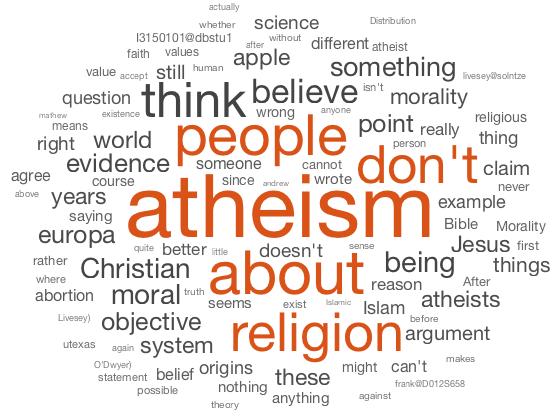 actually
whether science Distribution
I3150101@dbstu1 after without different atheist
faith values apple
value accept still human something livesey@solntze
question think believe isn't morality
mathew existence wrong anyone
means people point really religious
right world person thing
evidence someone cannot don't claim
agree course since andrew wrote never
above years atheism example
saying Bible Morality
europa quite better little doesn't sense Jesus first
rather Christian about being things
where truth reason After
abortion moral seems exist Islamic Islam atheists
Livesey) objective religion before argument
utexas again system
O'Dwyer) makes
statement belief origins these might can't
possible nothing frank@D012S658
theory anything against